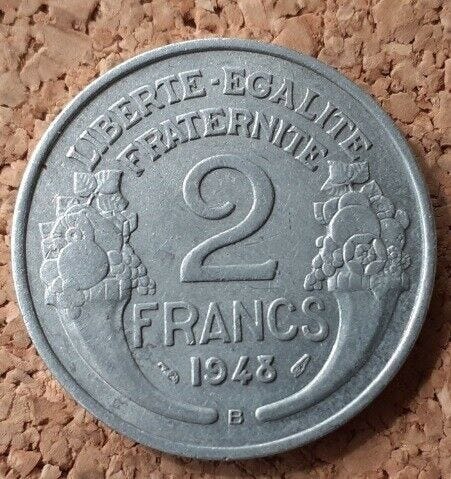 LIBERTE-EGALITE
FRATERNITE
2
FRANCS
1948
B